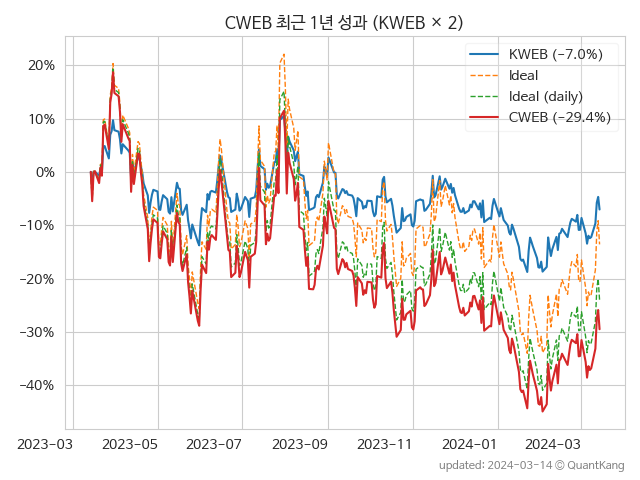 CWEB 최근 1년 성과 (KWEB × 2)
KWEB (−7.0%)
Ideal
Ideal (daily)
CWEB (−29.4%)
20%
10%
0%
−10%
−20%
−30%
−40%
2023-03
2023-05
2023-07
2023-09
2023-11
2024-01
2024-03
updated: 2024-03-14 © QuantKang